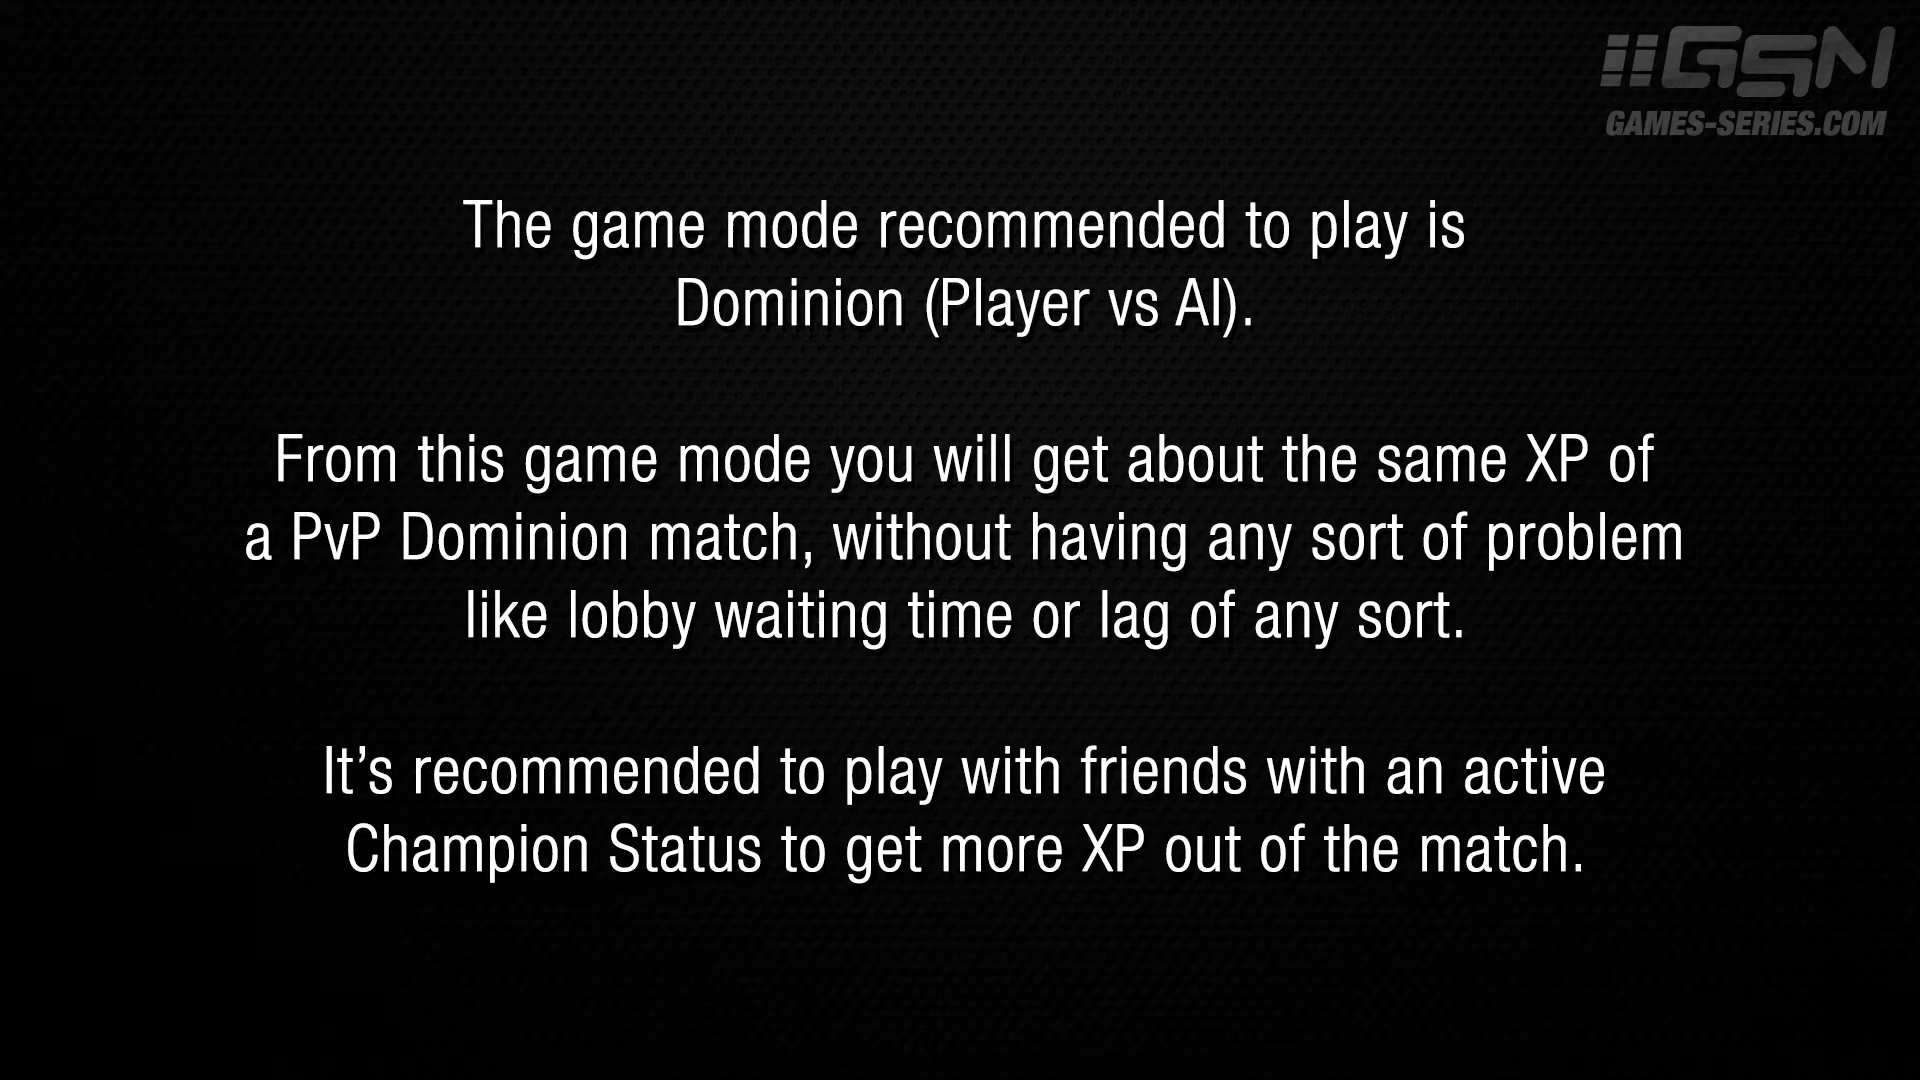 GSN
GAMES-SERIES.COM
The game mode recommended to play is
Dominion (Player vs AI).
From this game mode you will get about the same XP of
a PvP Dominion match, without having any sort of problem
like lobby waiting time or lag of any sort.
It’s recommended to play with friends with an active
Champion Status to get more XP out of the match.